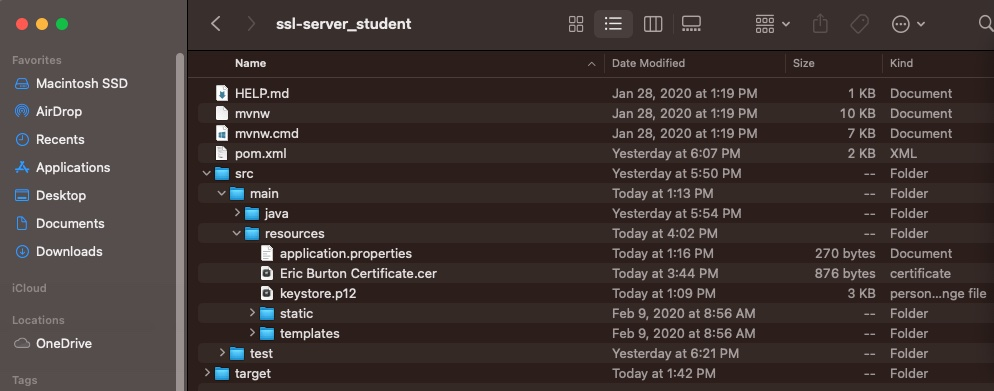 ssl-server_student
Favorites
Macintosh SSD
AirDrop
Recents
Applications
Desktop
Documents
Downloads
iCloud
Locations
OneDrive
Tags
Name Date Modified Size Kind
HELP.md Jan 28, 2020 at 1:19 PM 1 KB Document
mvnw Jan 28, 2020 at 1:19 PM 10 KB Document
mvnw.cmd Jan 28, 2020 at 1:19 PM 7 KB Document
pom.xml Yesterday at 6:07 PM 2 KB XML
src Yesterday at 5:50 PM -- Folder
main Today at 1:13 PM -- Folder
java Yesterday at 5:54 PM -- Folder
resources Today at 4:02 PM -- Folder
application.properties Today at 1:16 PM 270 bytes Document
Eric Burton Certificate.cer Today at 3:44 PM 876 bytes certificate
keystore.p12 Today at 1:09 PM 3 KB person...nge file
static Feb 9, 2020 at 8:56 AM -- Folder
templates Feb 9, 2020 at 8:56 AM -- Folder
test Yesterday at 6:21 PM -- Folder
target Today at 1:42 PM -- Folder